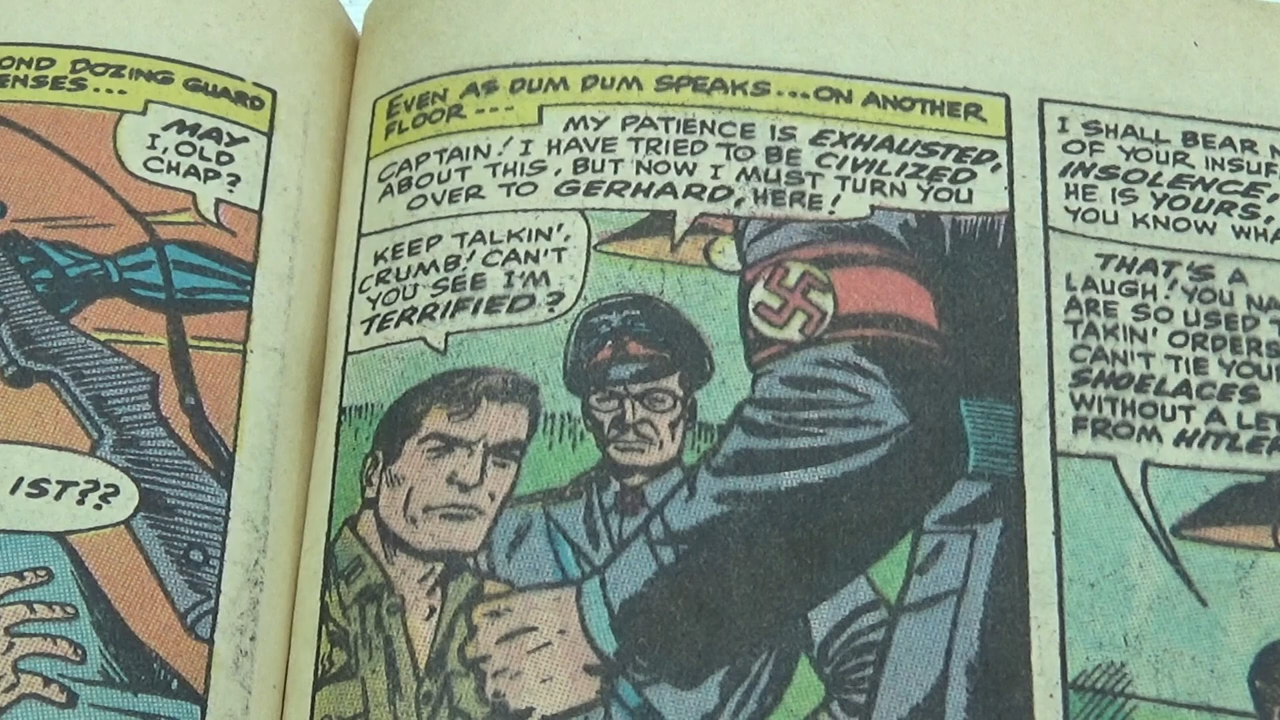 OND DOZING GUARD
ENSES...
MAY
I, OLD
CHAP?
IST??
EVEN AS DUM DUM SPEAKS...ON ANOTHER
FLOOR ---
MY PATIENCE IS EXHAUSTED,
CAPTAIN! I HAVE TRIED TO BE CIVILIZED
ABOUT THIS, BUT NOW I MUST TURN YOU
OVER TO GERHARD, HERE!
KEEP TALKIN',
CRUMB! CAN'T
YOU SEE I'M
TERRIFIED?
I SHALL BEAR N
OF YOUR INSUF
INSOLENCE,
HE IS YOURS,
YOU KNOW WHA
THAT'S A
LAUGH! YOU NA
ARE SO USED T
TAKIN' ORDERS
CAN'T TIE YOUR
SHOELACES
WITHOUT A LET
FROM HITLER